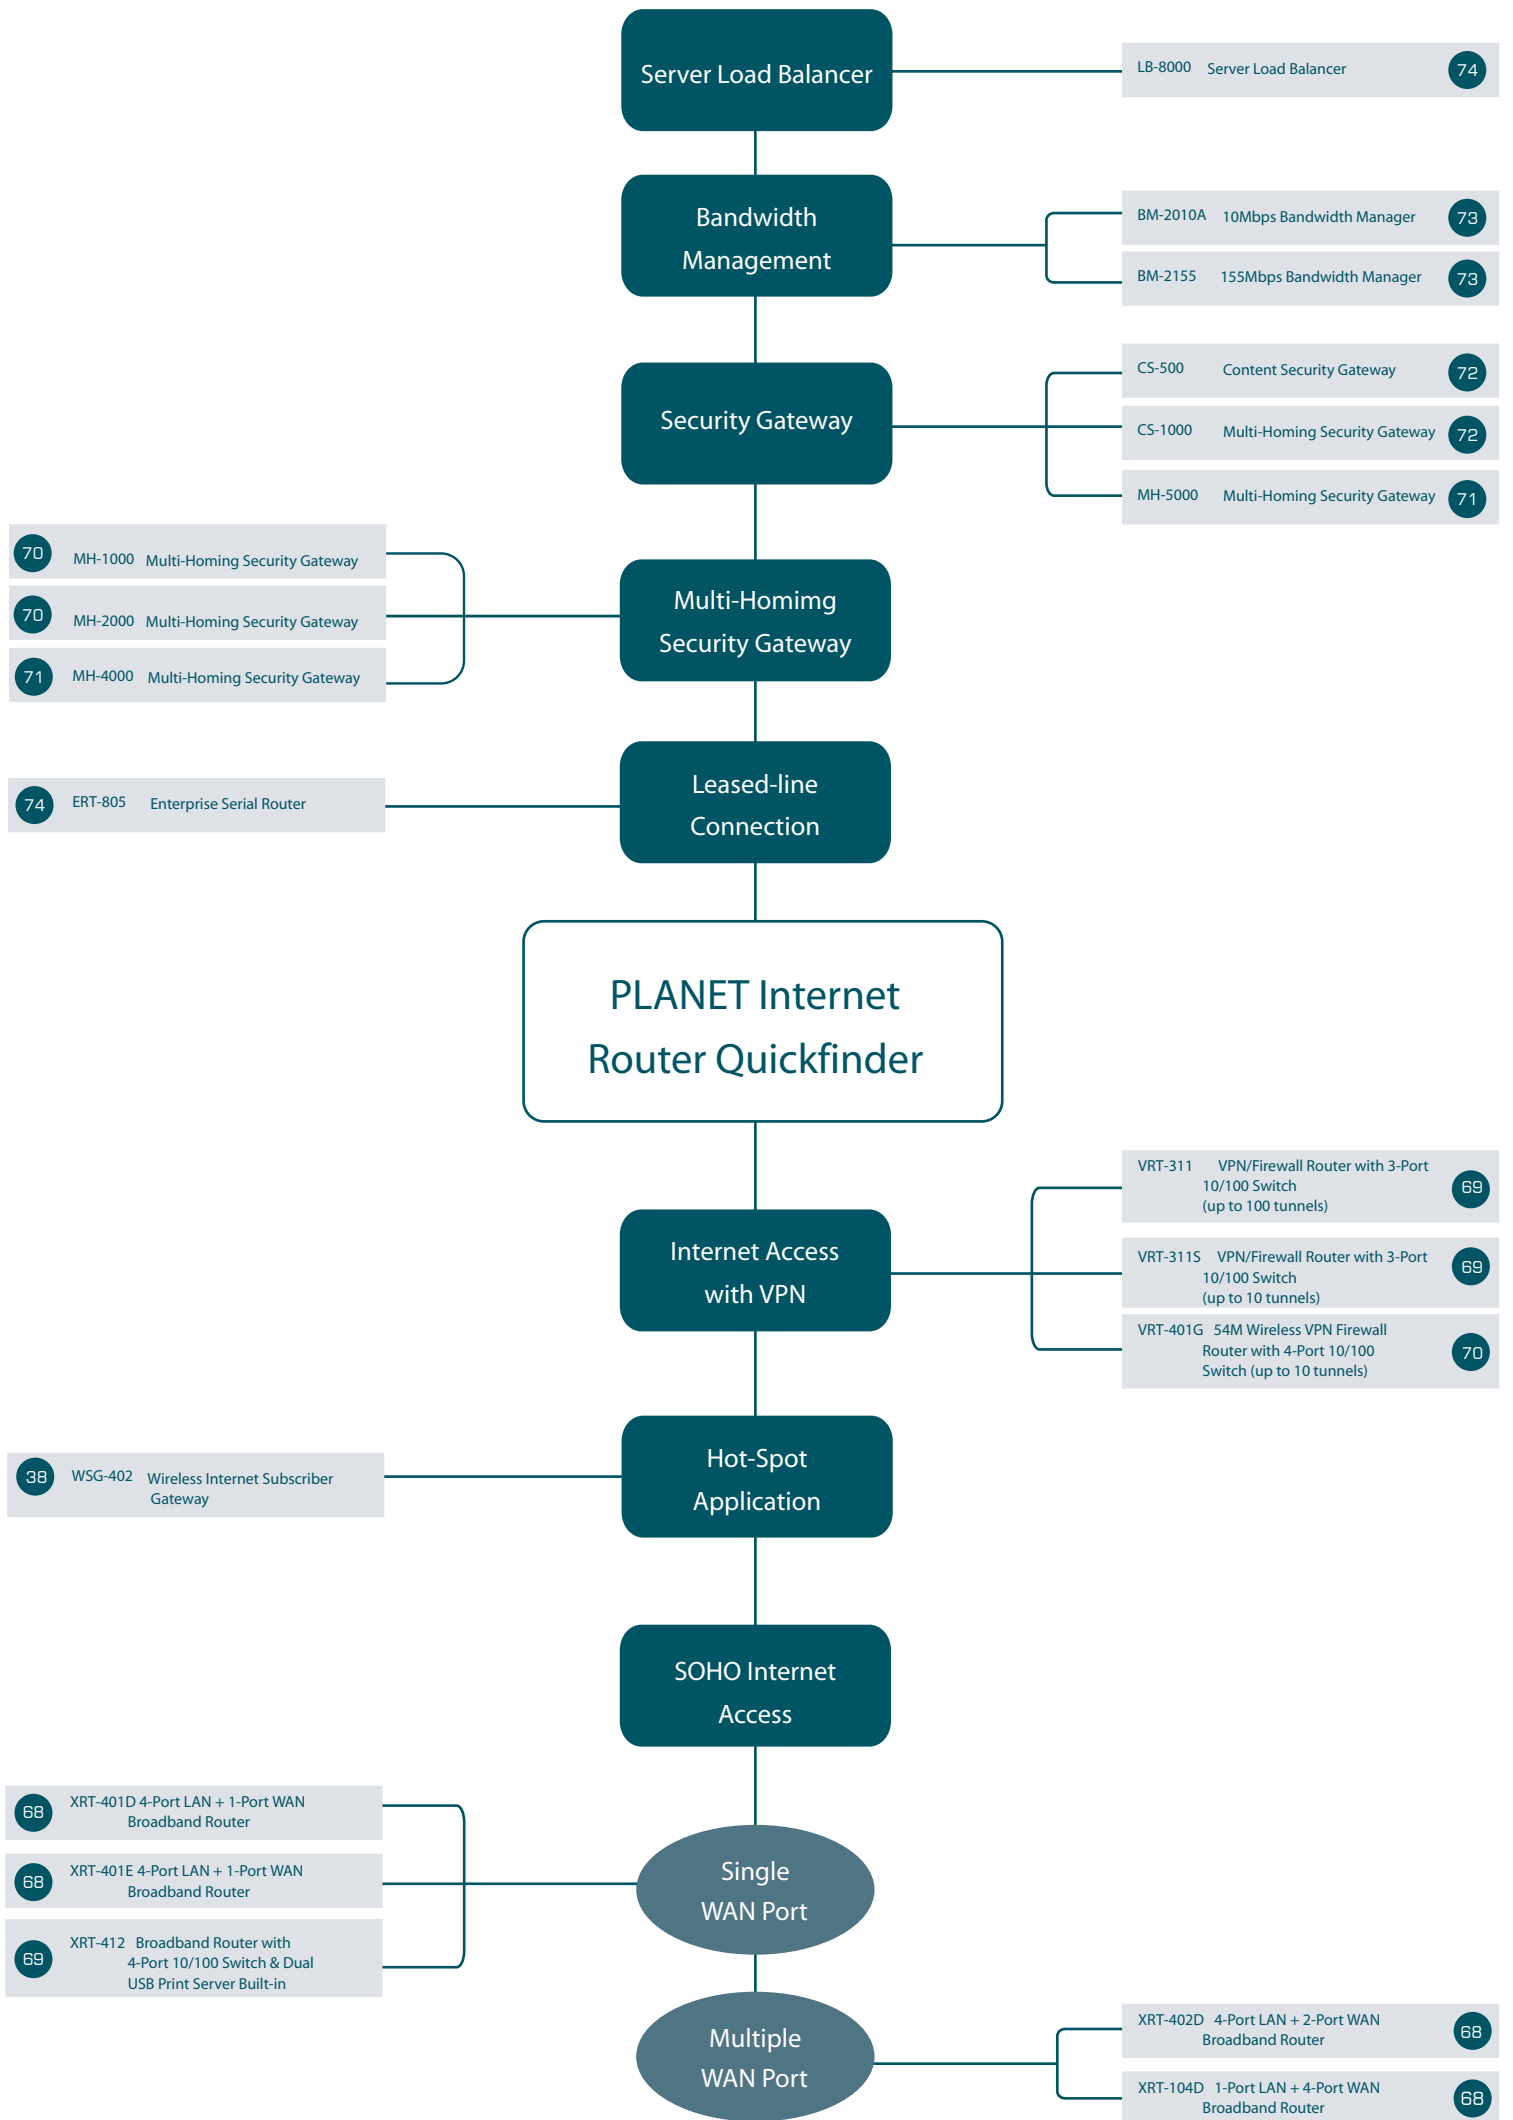 Server Load Balancer
LB-8000 Server Load Balancer 74
Bandwidth
Management
BM-2010A 10Mbps Bandwidth Manager 73
BM-2155 155Mbps Bandwidth Manager 73
Security Gateway
CS-500 Content Security Gateway 72
CS-1000 Multi-Homing Security Gateway 72
MH-5000 Multi-Homing Security Gateway 71
70 MH-1000 Multi-Homing Security Gateway
70 MH-2000 Multi-Homing Security Gateway
71 MH-4000 Multi-Homing Security Gateway
Multi-Homimg
Security Gateway
74 ERT-805 Enterprise Serial Router
Leased-line
Connection
PLANET Internet
Router Quickfinder
Internet Access
with VPN
VRT-311 VPN/Firewall Router with 3-Port
10/100 Switch
(up to 100 tunnels)
69
VRT-311S VPN/Firewall Router with 3-Port
10/100 Switch
(up to 10 tunnels)
69
VRT-401G 54M Wireless VPN Firewall
Router with 4-Port 10/100
Switch (up to 10 tunnels)
70
Hot-Spot
Application
38 WSG-402 Wireless Internet Subscriber
Gateway
SOHO Internet
Access
68 XRT-401D 4-Port LAN + 1-Port WAN
Broadband Router
68 XRT-401E 4-Port LAN + 1-Port WAN
Broadband Router
69 XRT-412 Broadband Router with
4-Port 10/100 Switch & Dual
USB Print Server Built-in
Single
WAN Port
Multiple
WAN Port
XRT-402D 4-Port LAN + 2-Port WAN
Broadband Router
68
XRT-104D 1-Port LAN + 4-Port WAN
Broadband Router
68